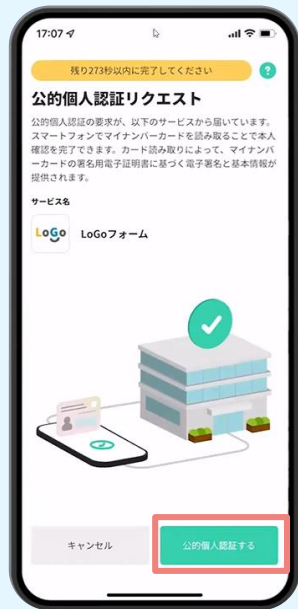 17:07
残り273秒以内に完了してください
?
公的個人認証リクエスト
公的個人認証の要求が、以下のサービスから届いています。
スマートフォンでマイナンバーカードを読み取ることで本人
確認を完了できます。カード読み取りによって、マイナンバ
ーカードの署名用電子証明書に基づく電子署名と基本情報が
提供されます。
サービス名
LoGo LoGoフォーム
キャンセル 公的個人認証する